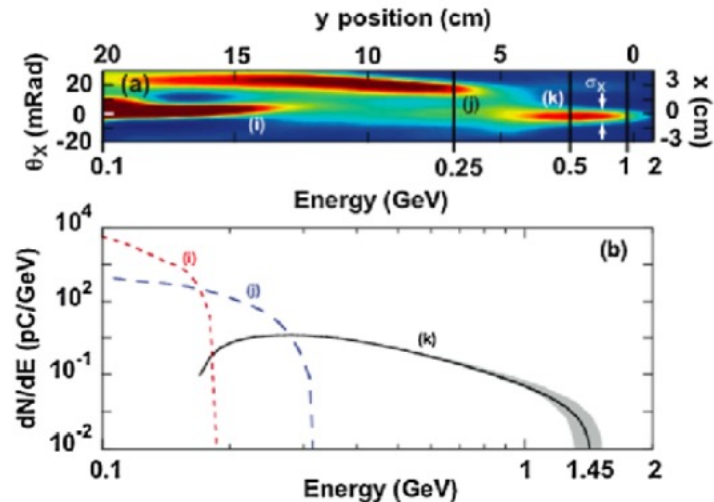 y position (cm)
20 15 10 5 0
(a) (i) (j) (k) σx
θX (mRad) 20 0 -20
3 0 -3 x (cm)
0.1 0.25 0.5 1 2
Energy (GeV)
(b)
dN/dE (pC/GeV)
10^4
10^2
10^-1
10^-2
(i) (j) (k)
0.1 1 1.45 2
Energy (GeV)